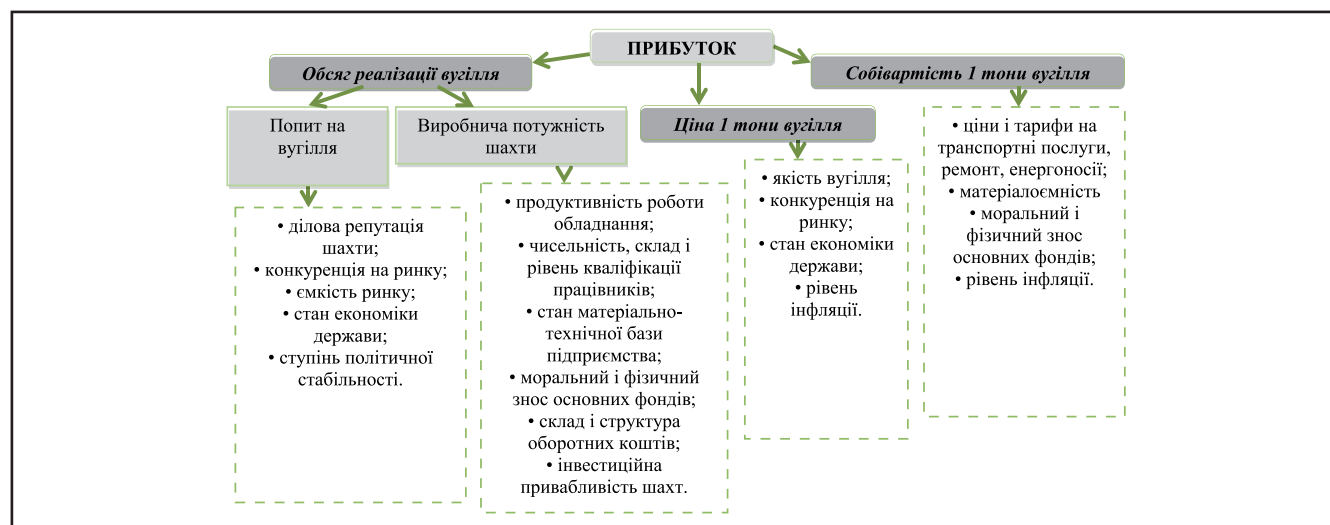 ПРИБУТОК
Обсяг реалізації вугілля
Попит на
вугілля
• ділова репутація
шахти;
• конкуренція на ринку;
• ємкість ринку;
• стан економіки
держави;
• ступінь політичної
стабільності.
Виробнича потужність
шахти
• продуктивність роботи
обладнання;
• чисельність, склад і
рівень кваліфікації
працівників;
• стан матеріально-
технічної бази
підприємства;
• моральний і фізичний
знос основних фондів;
• склад і структура
оборотних коштів;
• інвестиційна
привабливість шахт.
Ціна 1 тони вугілля
• якість вугілля;
• конкуренція на
ринку;
• стан економіки
держави;
• рівень
інфляції.
Собівартість 1 тони вугілля
• ціни і тарифи на
транспортні послуги,
ремонт, енергоносії;
• матеріалоємність
• моральний і
фізичний знос
основних фондів;
• рівень інфляції.